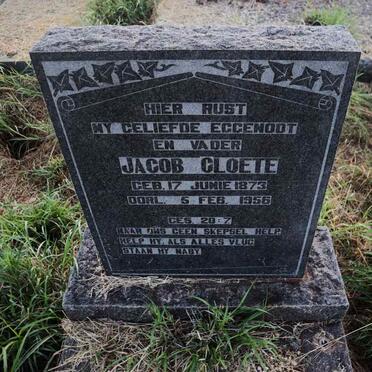 HIER RUST
MY GELIEFDE EGGENOOT
EN VADER
JACOB CLOETE
GEB. 17 JUNIE 1873
OORL. 5 FEB. 1956
GES. 20:7
WAAR ONS GEEN SKEPSEL HELP
HELP HY. ALS ALLES VLUG
STAAN HY NABY